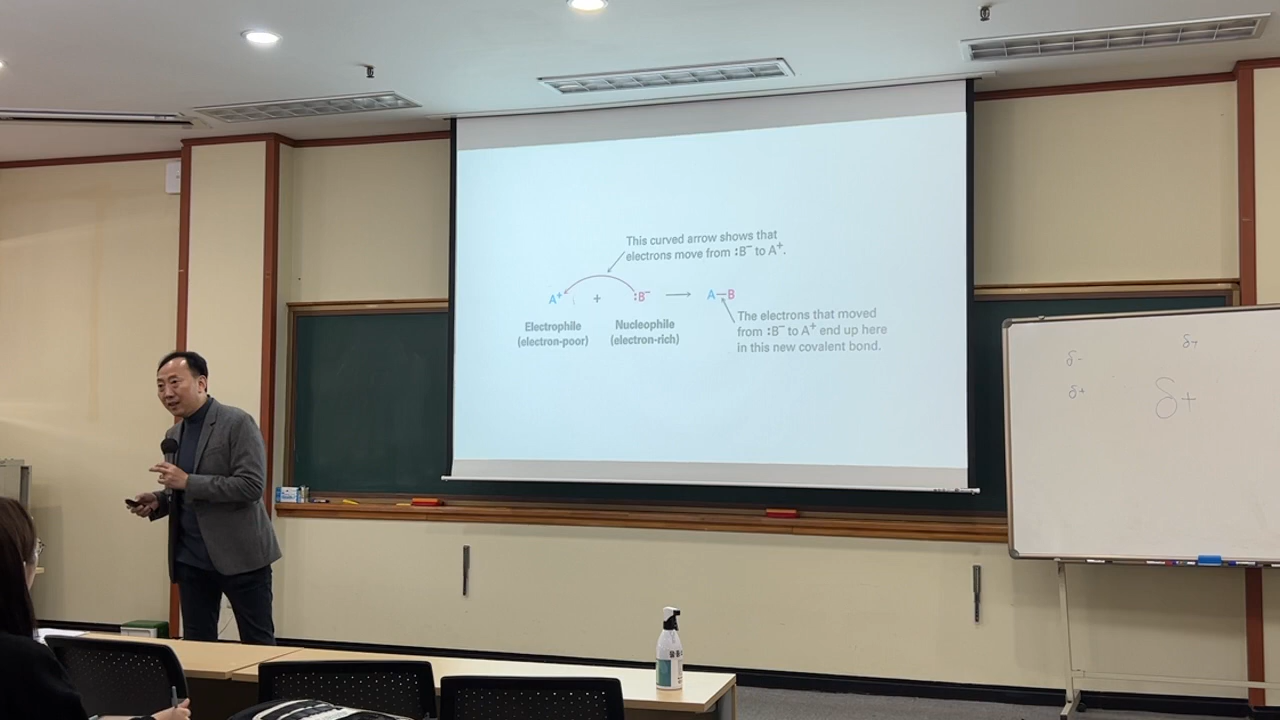 This curved arrow shows that
electrons move from :B⁻ to A⁺.
A⁺ + :B⁻ → A—B
Electrophile
(electron-poor)
Nucleophile
(electron-rich)
The electrons that moved
from :B⁻ to A⁺ end up here
in this new covalent bond.
δ-
δ+
δ+
δ+